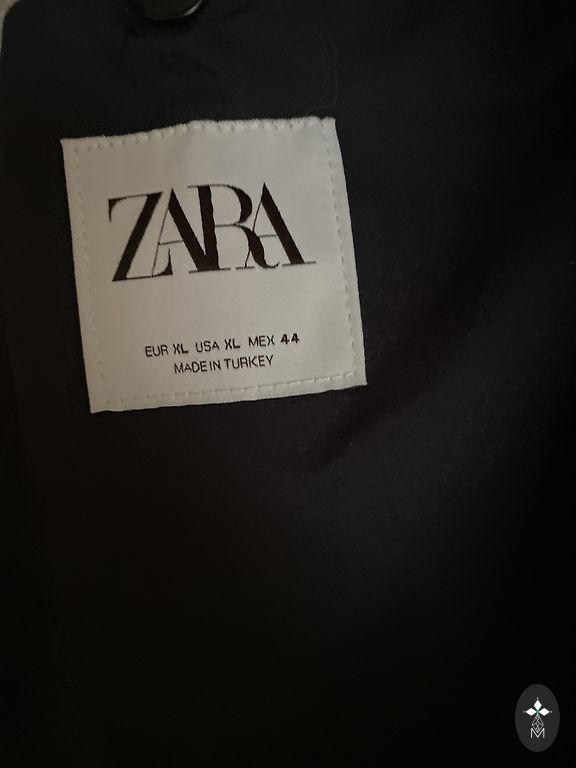 ZARA
EUR XL USA XL MEX 44
MADE IN TURKEY
M